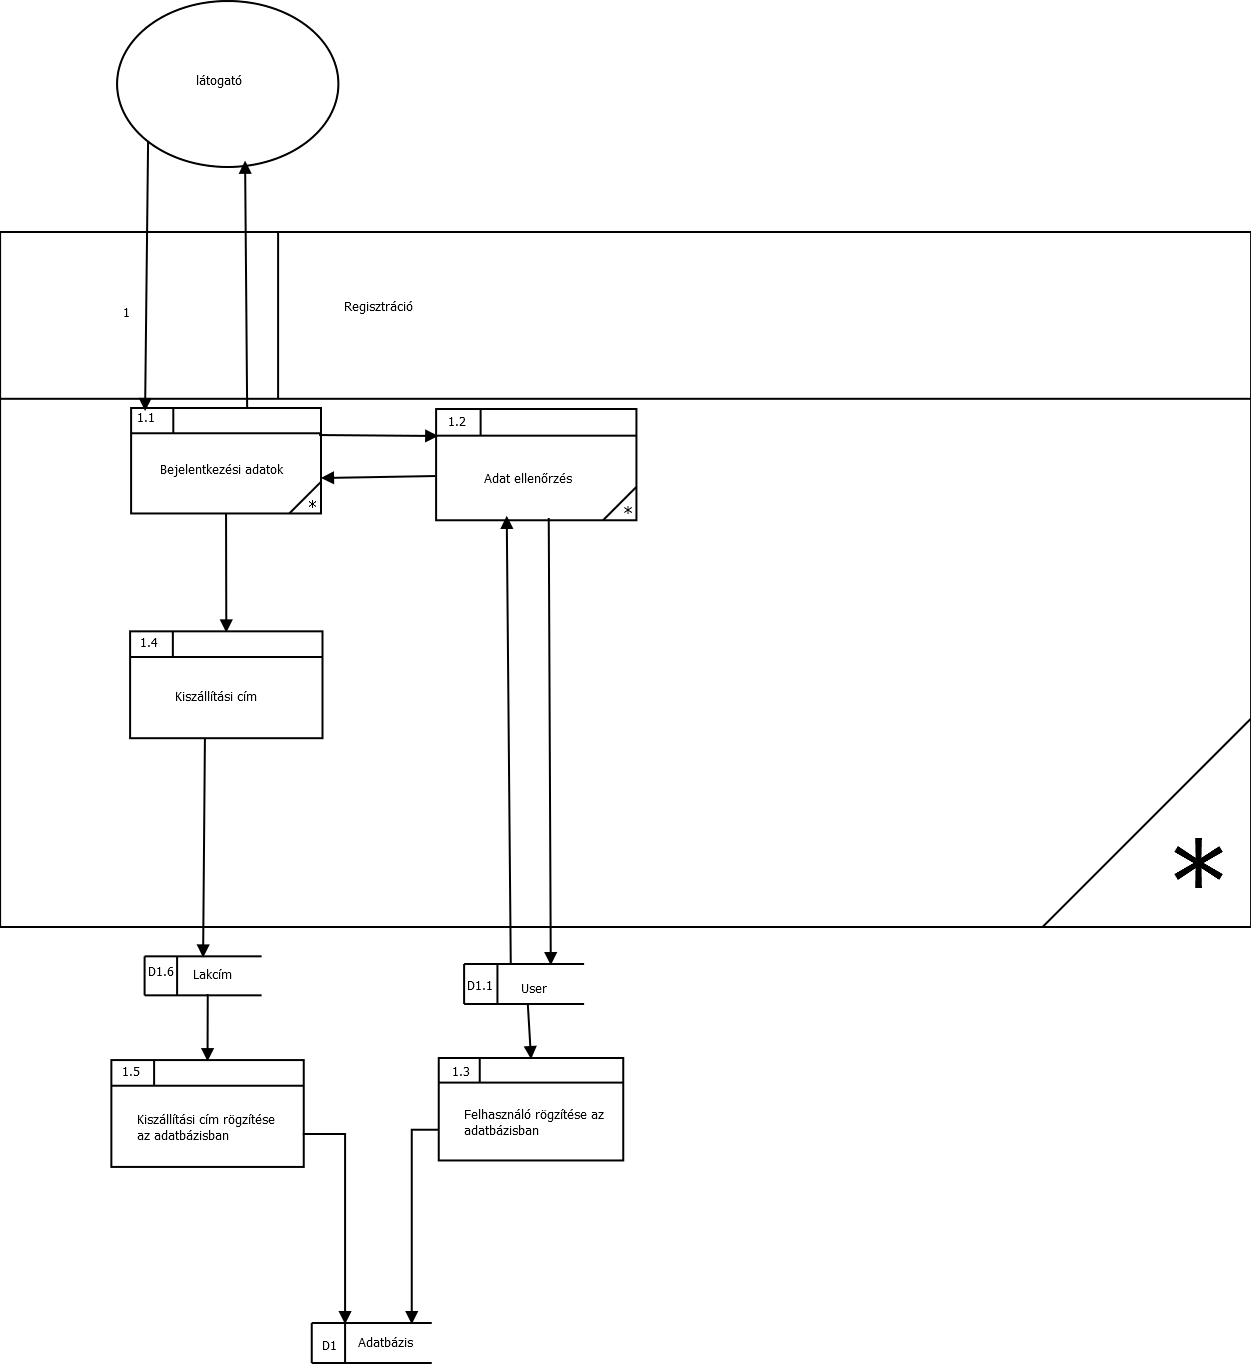 látogató
1
Regisztráció
1.1
Bejelentkezési adatok
*
1.2
Adat ellenőrzés
*
1.4
Kiszállítási cím
*
D1.6
Lakcím
D1.1
User
1.5
Kiszállítási cím rögzítése
az adatbázisban
1.3
Felhasználó rögzítése az
adatbázisban
D1
Adatbázis